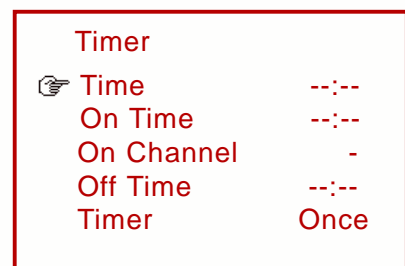 Timer
Time --:--
On Time --:--
On Channel -
Off Time --:--
Timer Once